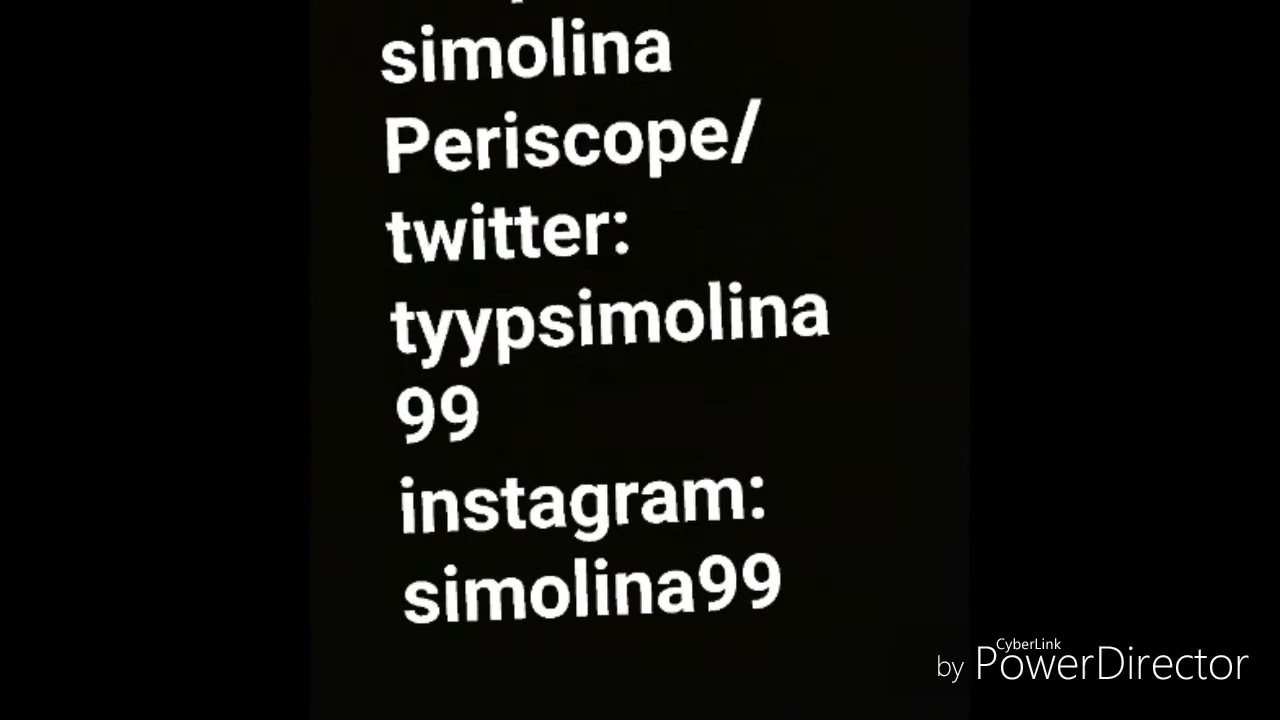 simolina
Periscope/
twitter:
tyypsimolina
99
instagram:
simolina99
CyberLink
by PowerDirector